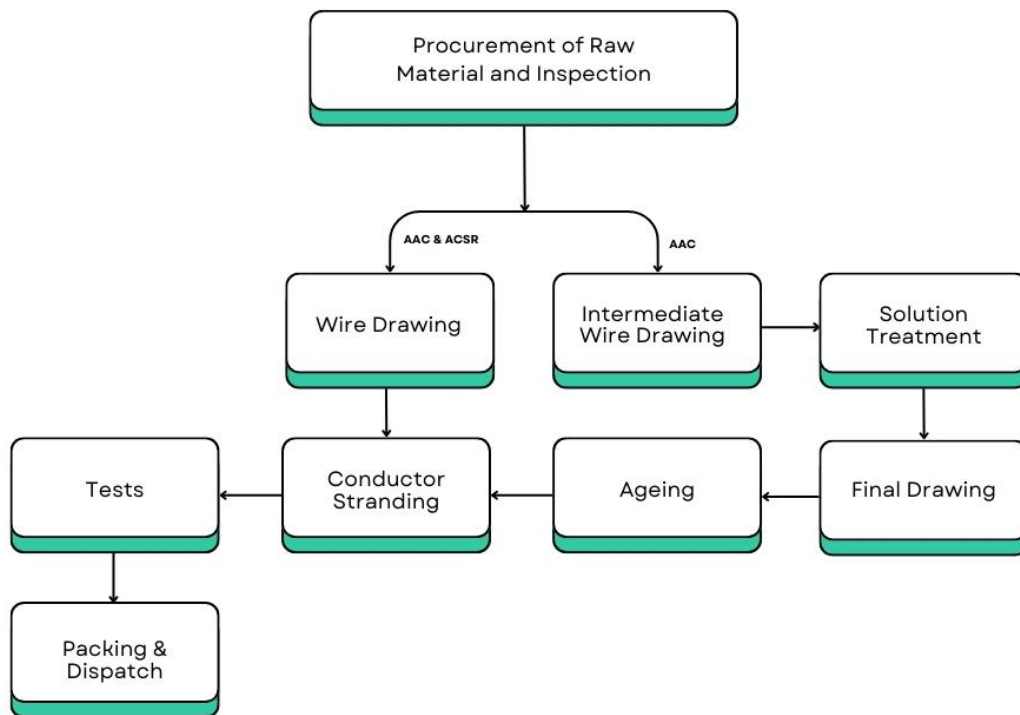 Procurement of Raw
Material and Inspection
AAC & ACSR
AAC
Wire Drawing
Intermediate
Wire Drawing
Solution
Treatment
Tests
Conductor
Stranding
Ageing
Final Drawing
Packing &
Dispatch